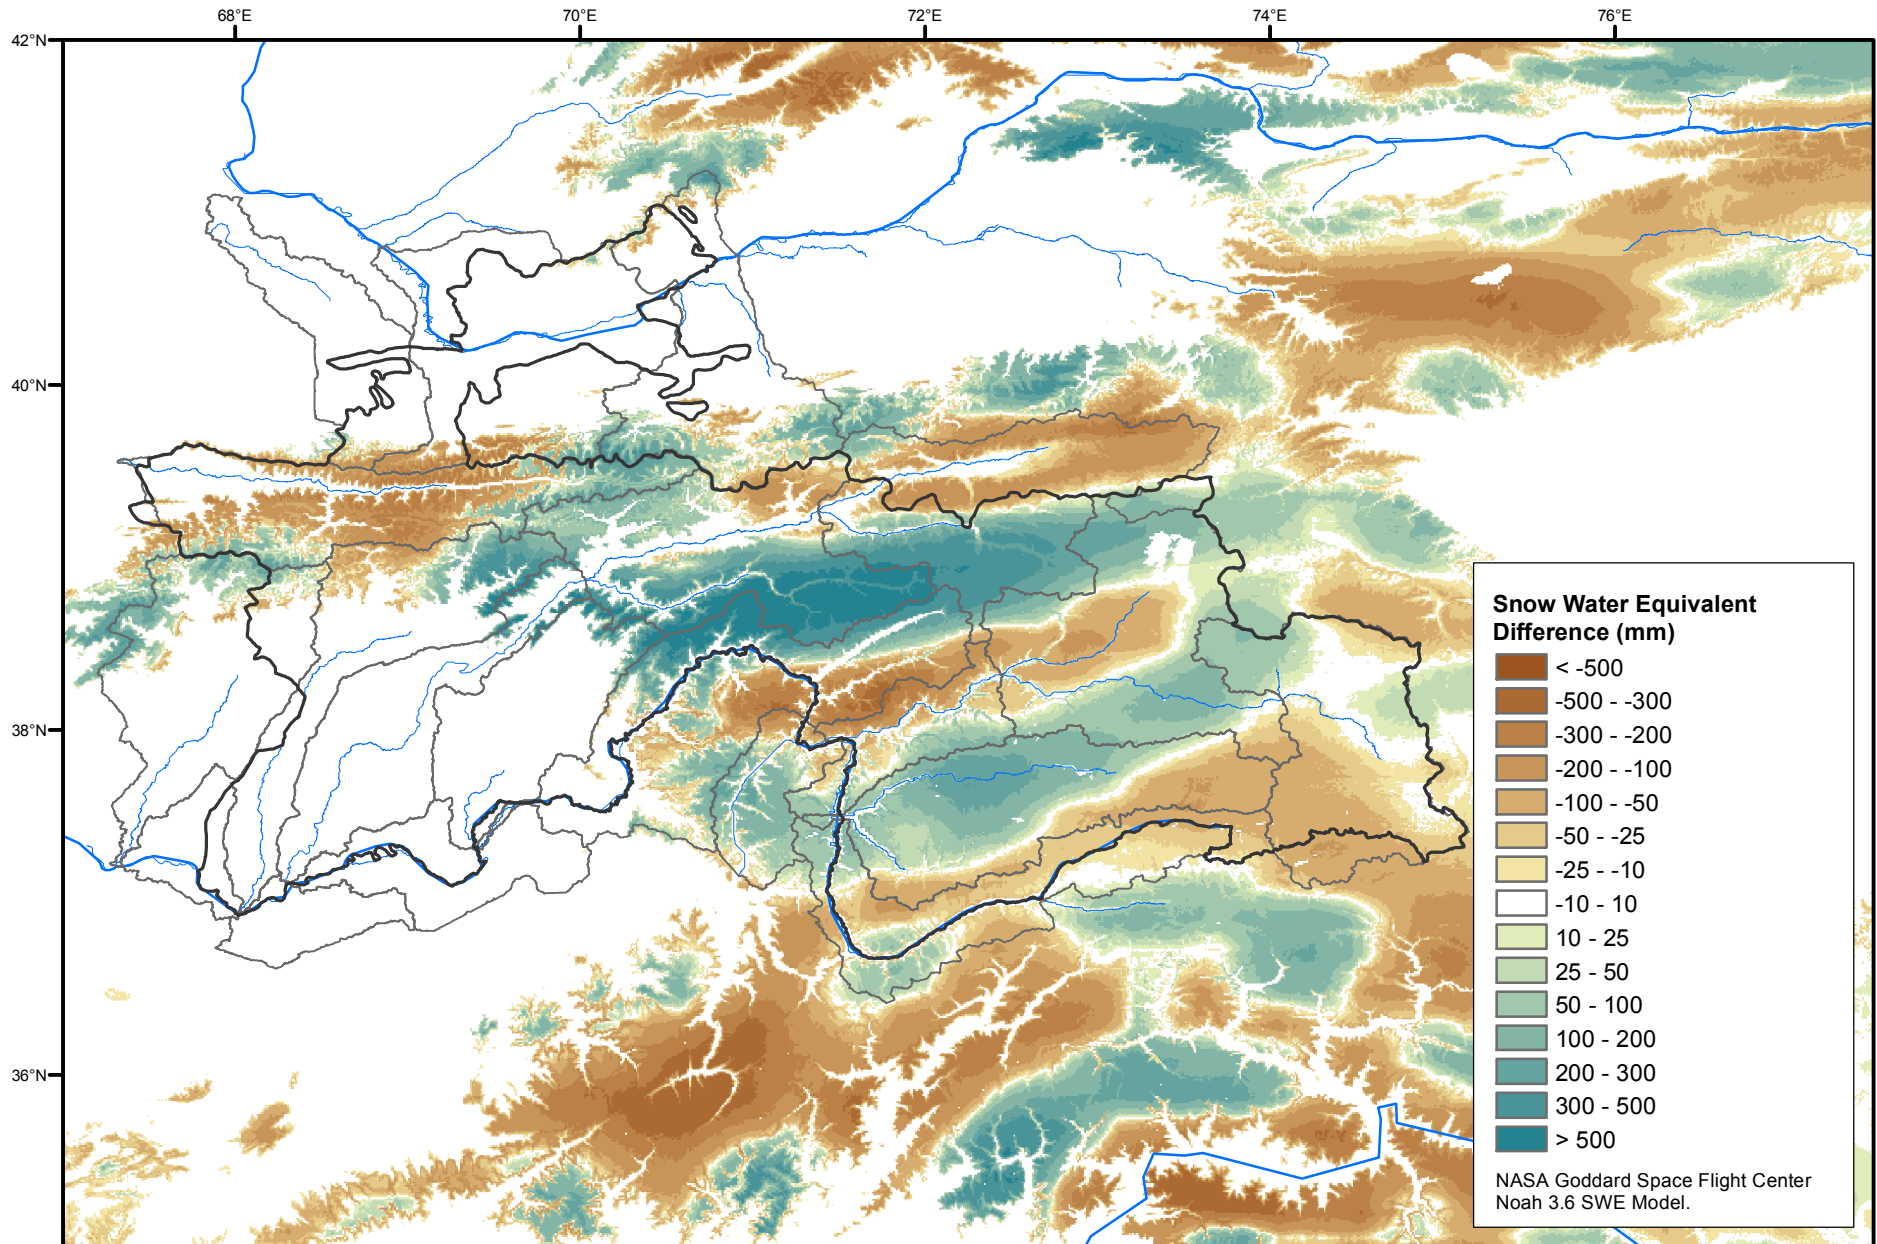 68°E 70°E 72°E 74°E 76°E
42°N
40°N
38°N
36°N
Snow Water Equivalent
Difference (mm)
< -500
-500 - -300
-300 - -200
-200 - -100
-100 - -50
-50 - -25
-25 - -10
-10 - 10
10 - 25
25 - 50
50 - 100
100 - 200
200 - 300
300 - 500
> 500
NASA Goddard Space Flight Center
Noah 3.6 SWE Model.